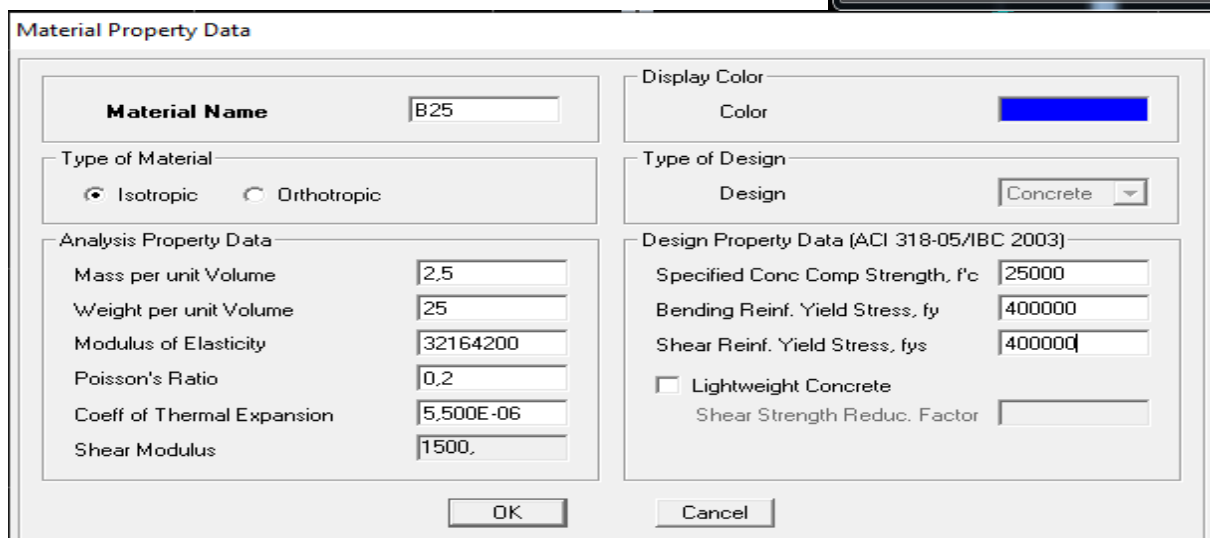 Material Property Data
Material Name B25
Display Color
Color
Type of Material
Isotropic Orthotropic
Type of Design
Design Concrete
Analysis Property Data
Mass per unit Volume 2,5
Weight per unit Volume 25
Modulus of Elasticity 32164200
Poisson's Ratio 0,2
Coeff of Thermal Expansion 5,500E-06
Shear Modulus 1500,
Design Property Data (ACI 318-05/IBC 2003)
Specified Conc Comp Strength, f'c 25000
Bending Reinf. Yield Stress, fy 400000
Shear Reinf. Yield Stress, fys 400000
Lightweight Concrete
Shear Strength Reduc. Factor
OK Cancel